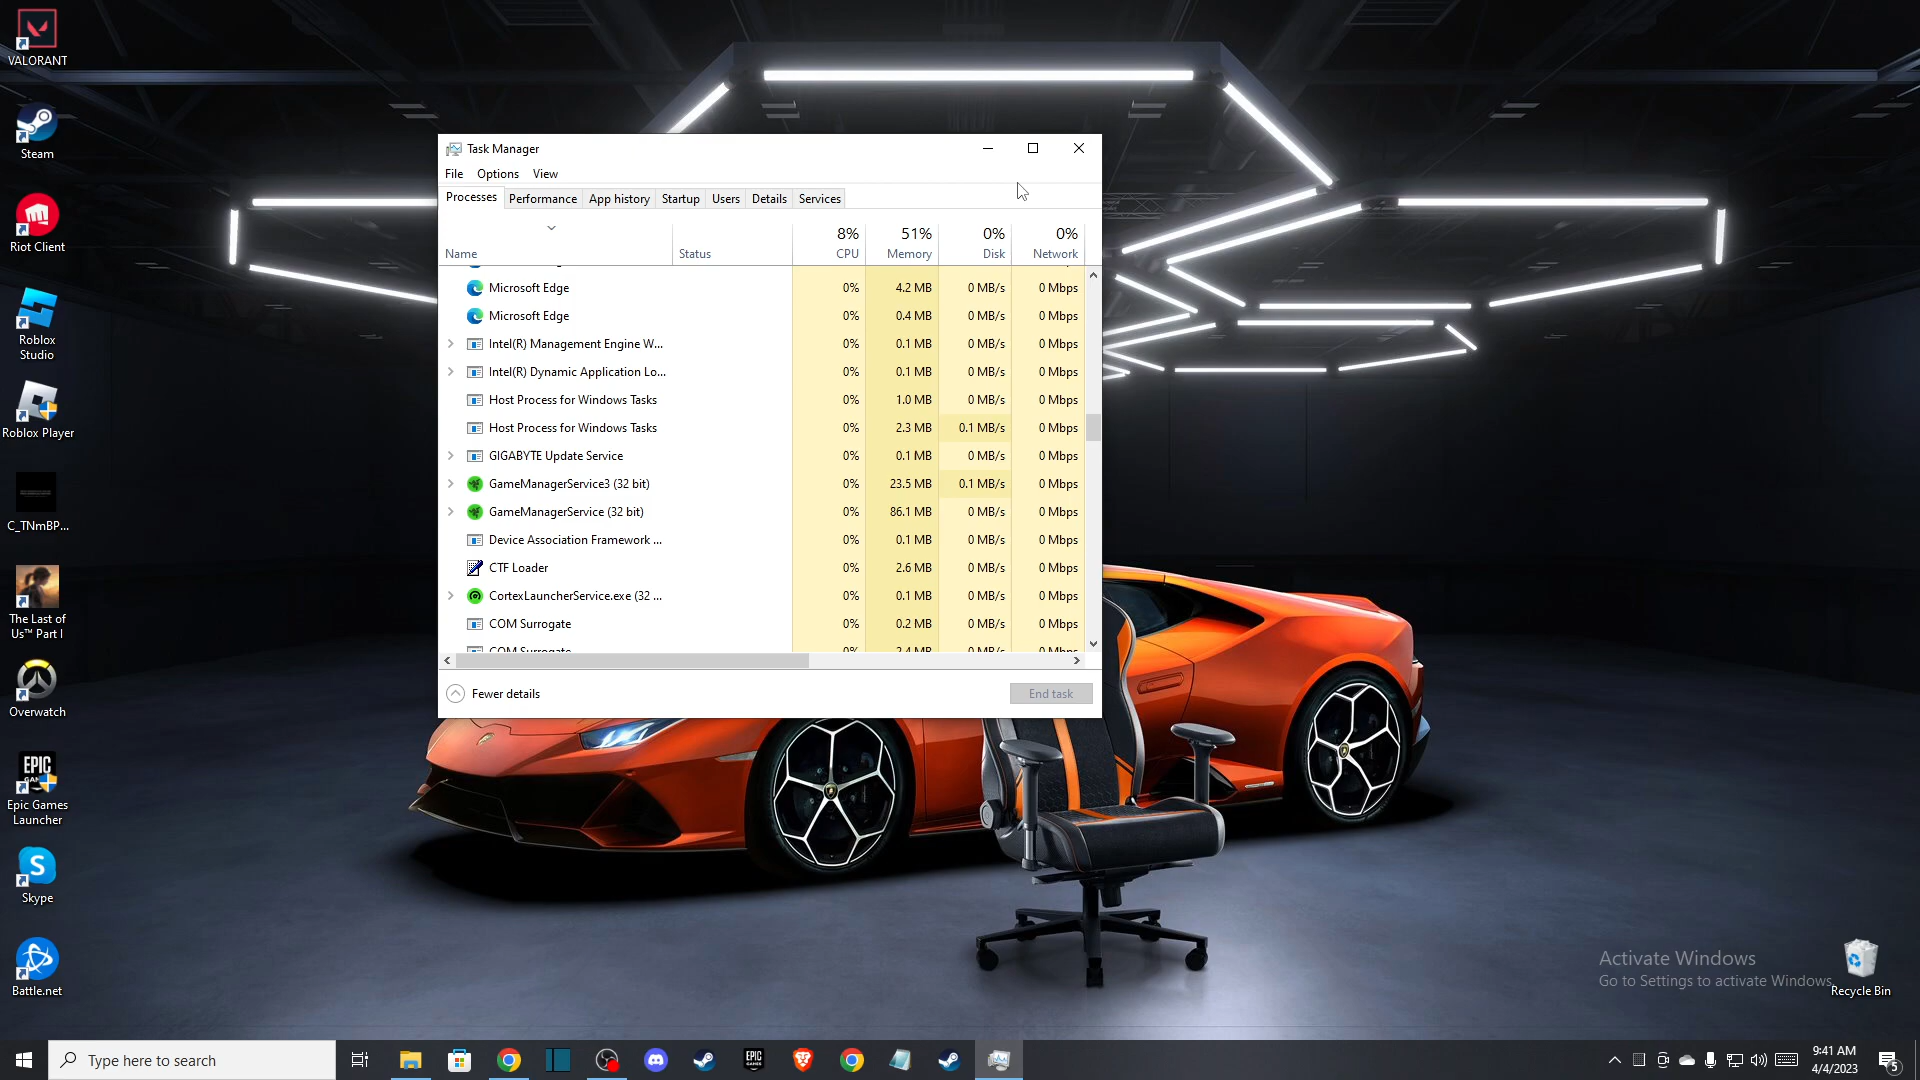 VALORANT
Steam
Riot Client
Roblox
Studio
Roblox Player
C_TNmBP...
The Last of
Us™ Part I
Overwatch
EPIC
Epic Games
Launcher
Skype
Battle.net
Task Manager
File Options View
Processes Performance App history Startup Users Details Services
8% 51% 0% 0%
Name Status CPU Memory Disk Network
Microsoft Edge 0% 4.2 MB 0 MB/s 0 Mbps
Microsoft Edge 0% 0.4 MB 0 MB/s 0 Mbps
Intel(R) Management Engine W... 0% 0.1 MB 0 MB/s 0 Mbps
Intel(R) Dynamic Application Lo... 0% 0.1 MB 0 MB/s 0 Mbps
Host Process for Windows Tasks 0% 1.0 MB 0 MB/s 0 Mbps
Host Process for Windows Tasks 0% 2.3 MB 0.1 MB/s 0 Mbps
GIGABYTE Update Service 0% 0.1 MB 0 MB/s 0 Mbps
GameManagerService3 (32 bit) 0% 23.5 MB 0.1 MB/s 0 Mbps
GameManagerService (32 bit) 0% 86.1 MB 0 MB/s 0 Mbps
Device Association Framework ... 0% 0.1 MB 0 MB/s 0 Mbps
CTF Loader 0% 2.6 MB 0 MB/s 0 Mbps
CortexLauncherService.exe (32 ... 0% 0.1 MB 0 MB/s 0 Mbps
COM Surrogate 0% 0.2 MB 0 MB/s 0 Mbps
COM Surrogate 0% 2.4 MB 0 MB/s 0 Mbps
Fewer details End task
Activate Windows
Go to Settings to activate Windows.
Recycle Bin
Type here to search
EPIC
9:41 AM
4/4/2023
5